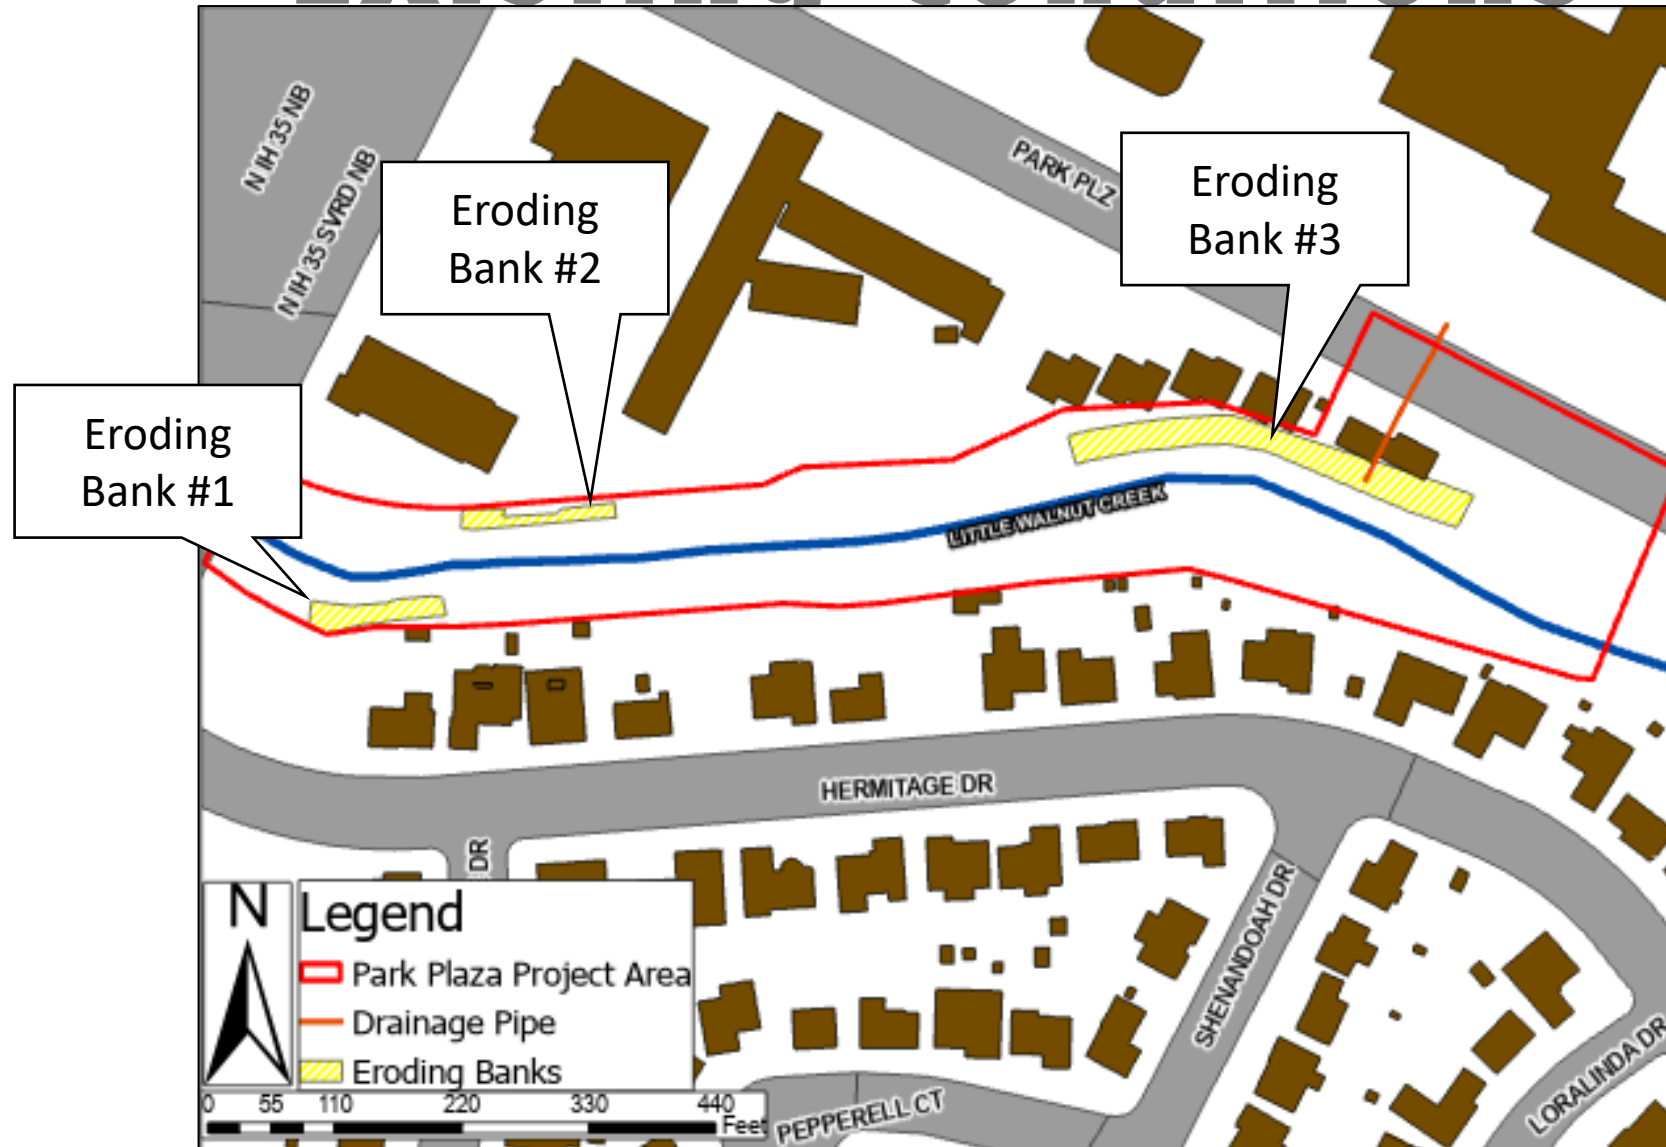 Existing Conditions
N IH 35 NB
N IH 35 SVRD NB
PARK PLZ
Eroding
Bank #2
Eroding
Bank #3
Eroding
Bank #1
LITTLE WALNUT CREEK
HERMITAGE DR
DR
SHENANDOAH DR
LORALINDA DR
PEPPERELL CT
N
Legend
Park Plaza Project Area
Drainage Pipe
Eroding Banks
0 55 110 220 330 440
Feet